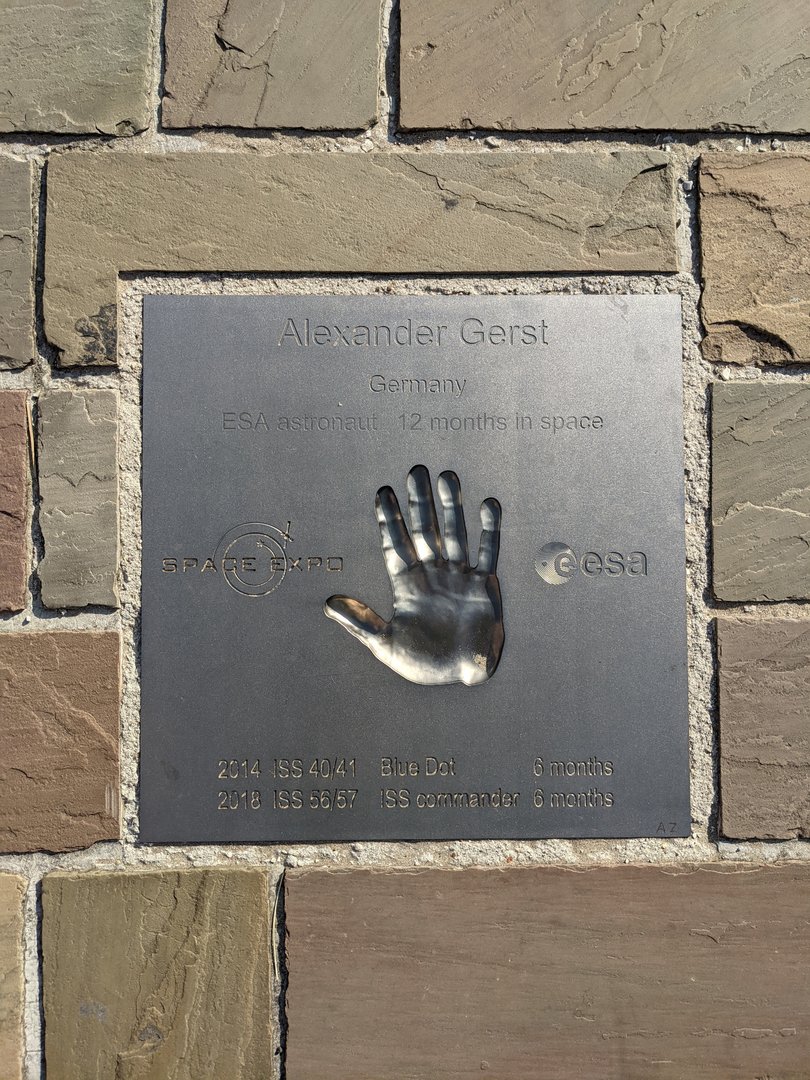 Alexander Gerst
Germany
ESA astronaut 12 months in space
SPACE EXPO
esa
2014 ISS 40/41 Blue Dot 6 months
2018 ISS 56/57 ISS commander 6 months
A7